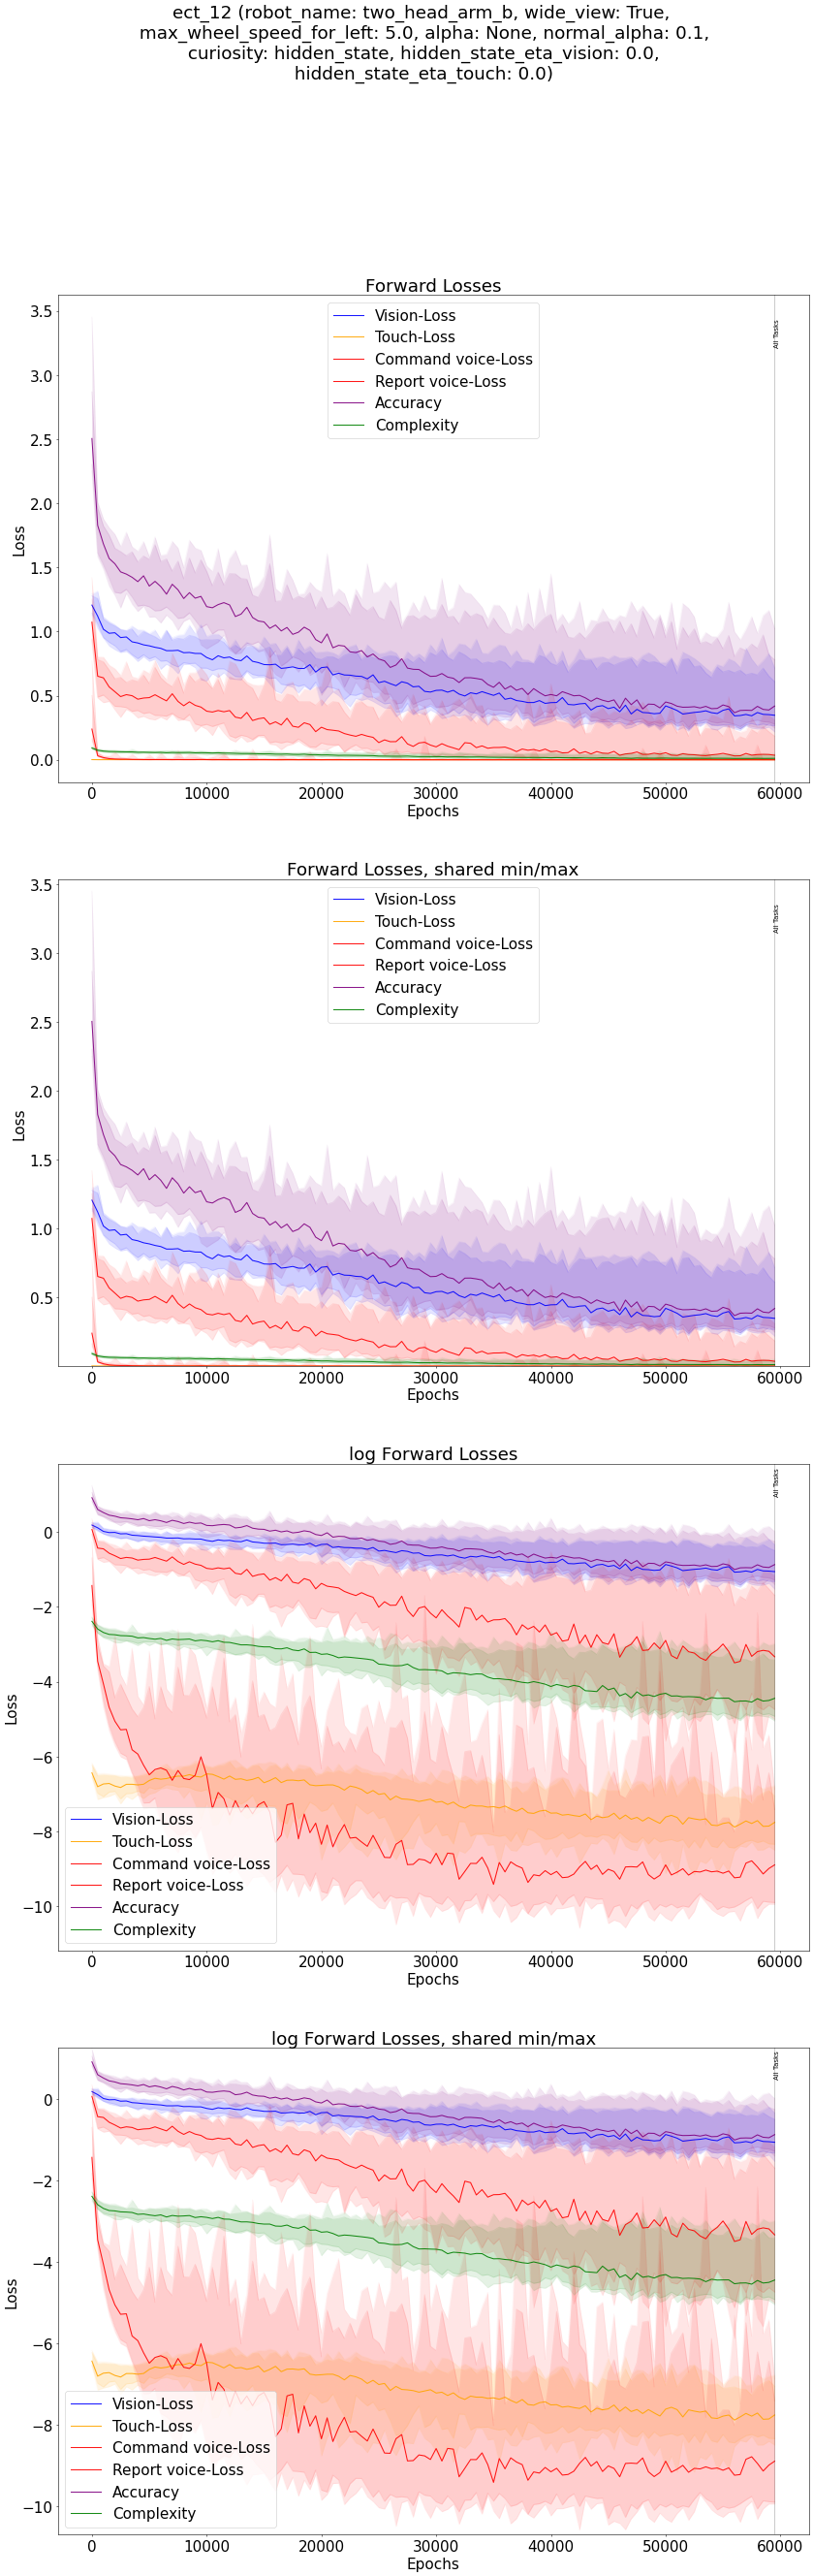 ect_12 (robot_name: two_head_arm_b, wide_view: True,
max_wheel_speed_for_left: 5.0, alpha: None, normal_alpha: 0.1,
curiosity: hidden_state, hidden_state_eta_vision: 0.0,
hidden_state_eta_touch: 0.0)
Forward Losses
3.5
3.0
2.5
2.0
1.5
1.0
0.5
0.0
Loss
Vision-Loss
Touch-Loss
Command voice-Loss
Report voice-Loss
Accuracy
Complexity
All Tasks
0 10000 20000 30000 40000 50000 60000
Epochs
Forward Losses, shared min/max
3.5
3.0
2.5
2.0
1.5
1.0
0.5
Loss
Vision-Loss
Touch-Loss
Command voice-Loss
Report voice-Loss
Accuracy
Complexity
All Tasks
0 10000 20000 30000 40000 50000 60000
Epochs
log Forward Losses
0
−2
−4
−6
−8
−10
Loss
All Tasks
Vision-Loss
Touch-Loss
Command voice-Loss
Report voice-Loss
Accuracy
Complexity
0 10000 20000 30000 40000 50000 60000
Epochs
log Forward Losses, shared min/max
0
−2
−4
−6
−8
−10
Loss
All Tasks
Vision-Loss
Touch-Loss
Command voice-Loss
Report voice-Loss
Accuracy
Complexity
0 10000 20000 30000 40000 50000 60000
Epochs